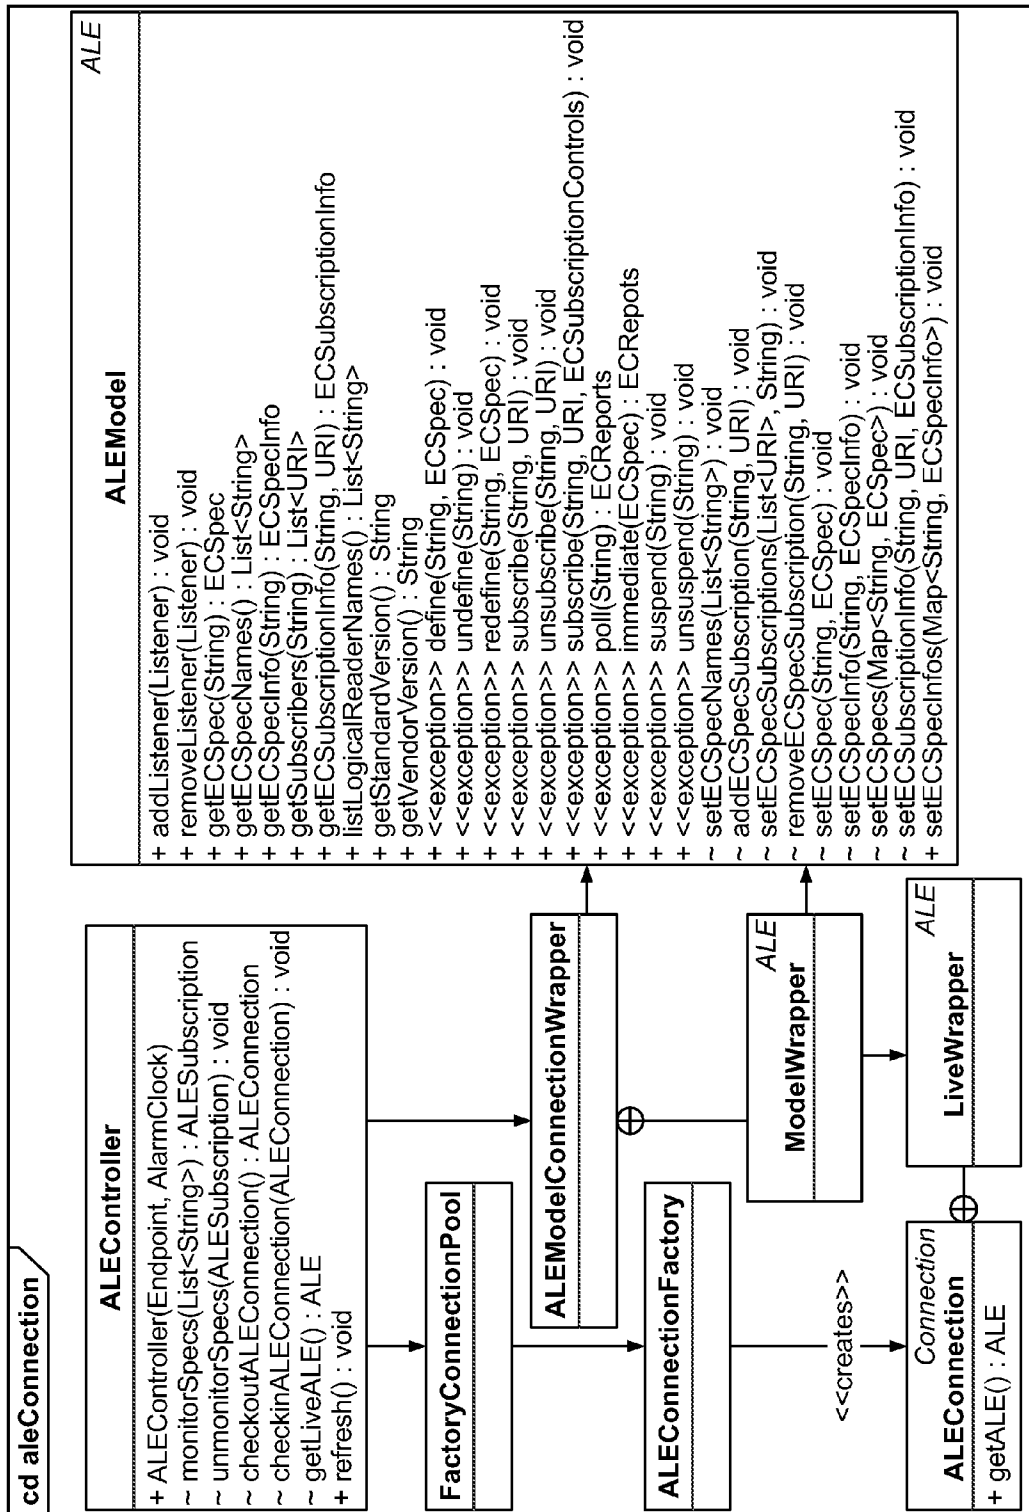 cd aleConnection
ALEController
+ ALEController(Endpoint, AlarmClock)
~ monitorSpecs(List<String>) : ALESubscription
~ unmonitorSpecs(ALESubscription) : void
~ checkoutALEConnection() : ALEConnection
~ checkinALEConnection(ALEConnection) : void
~ getLiveALE() : ALE
+ refresh() : void
ALE
ALEModel
+ addListener(Listener) : void
+ removeListener(Listener) : void
+ getECSpec(String) : ECSpec
+ getECSpecNames() : List<String>
+ getECSpecInfo(String) : ECSpecInfo
+ getSubscribers(String) : List<URI>
+ getECSubscriptionInfo(String, URI) : ECSubscriptionInfo
+ listLogicalReaderNames() : List<String>
+ getStandardVersion() : String
+ getVendorVersion() : String
+ <<exception>> define(String, ECSpec) : void
+ <<exception>> undefine(String) : void
+ <<exception>> redefine(String, ECSpec) : void
+ <<exception>> subscribe(String, URI) : void
+ <<exception>> unsubscribe(String, URI) : void
+ <<exception>> subscribe(String, URI, ECSubscriptionControls) : void
+ <<exception>> poll(String) : ECReports
+ <<exception>> immediate(ECSpec) : ECRepots
+ <<exception>> suspend(String) : void
+ <<exception>> unsuspend(String) : void
~ setECSpecNames(List<String>) : void
~ addECSpecSubscription(String, URI) : void
~ setECSpecSubscriptions(List<URI>, String) : void
~ removeECSpecSubscription(String, URI) : void
~ setECSpec(String, ECSpec) : void
~ setECSpecInfo(String, ECSpecInfo) : void
~ setECSpecs(Map<String, ECSpec>) : void
~ setECSubscriptionInfo(String, URI, ECSubscriptionInfo) : void
+ setECSpecInfos(Map<String, ECSpecInfo>) : void
FactoryConnectionPool
ALEModelConnectionWrapper
ALEConnectionFactory
ALE
ModelWrapper
<<creates>>
Connection
ALEConnection
+ getALE() : ALE
ALE
LiveWrapper